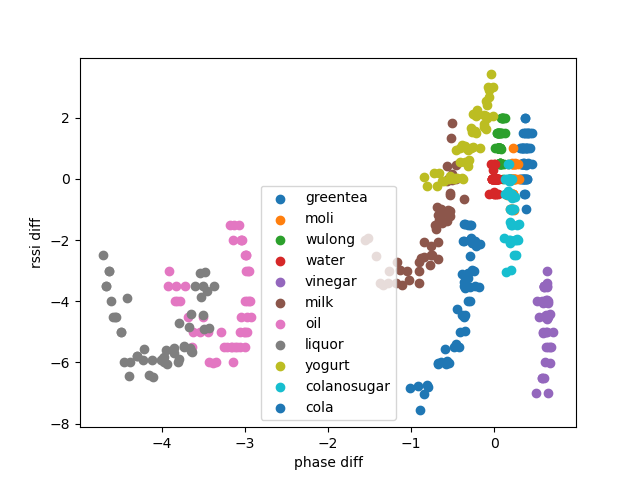 2
0
−2
−4
−6
−8
rssi diff
greentea
moli
wulong
water
vinegar
milk
oil
liquor
yogurt
colanosugar
cola
−4
−3
−2
−1
0
phase diff